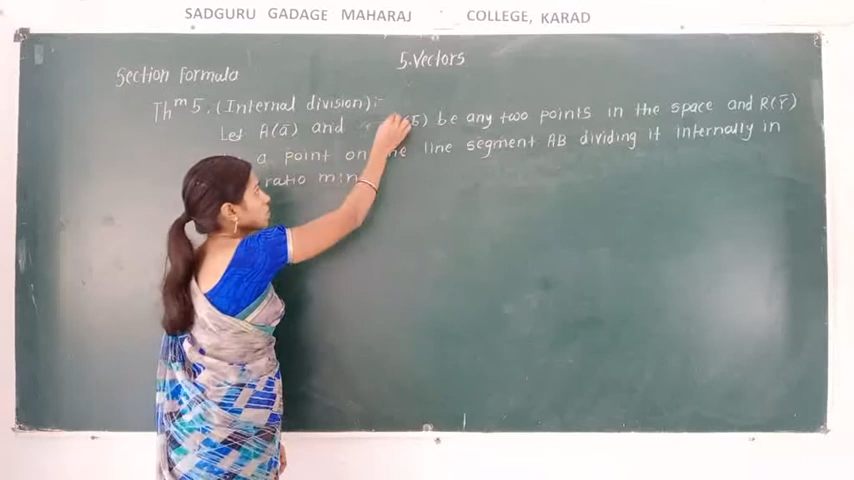 SADGURU GADAGE MAHARAJ COLLEGE, KARAD
5.Vectors
Section Formula
Thm 5. (Internal division):-
Let A(ā) and (b̄) be any two points in the space and R(r̄)
a point on line segment AB dividing it internally in
ratio m:n